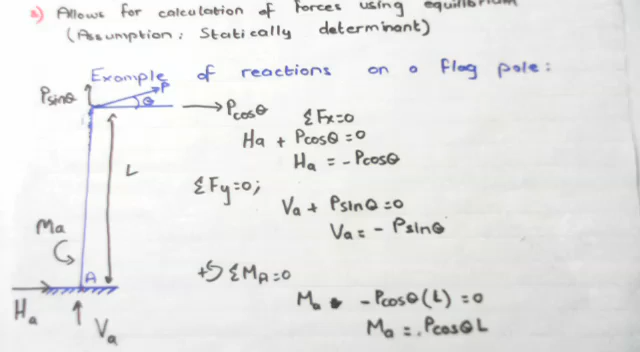 a) Allows for calculation of forces using equilibrium
(Assumption: Statically determinant)
Example of reactions on a flag pole:
Psinθ
P
θ
Pcosθ
L
Ma
A
Ha
Va
ΣFx=0
Ha + Pcosθ=0
Ha = -Pcosθ
ΣFy=0;
Va + Psinθ=0
Va = - Psinθ
+↺ ΣMA=0
Ma - Pcosθ(L) =0
Ma = PcosθL